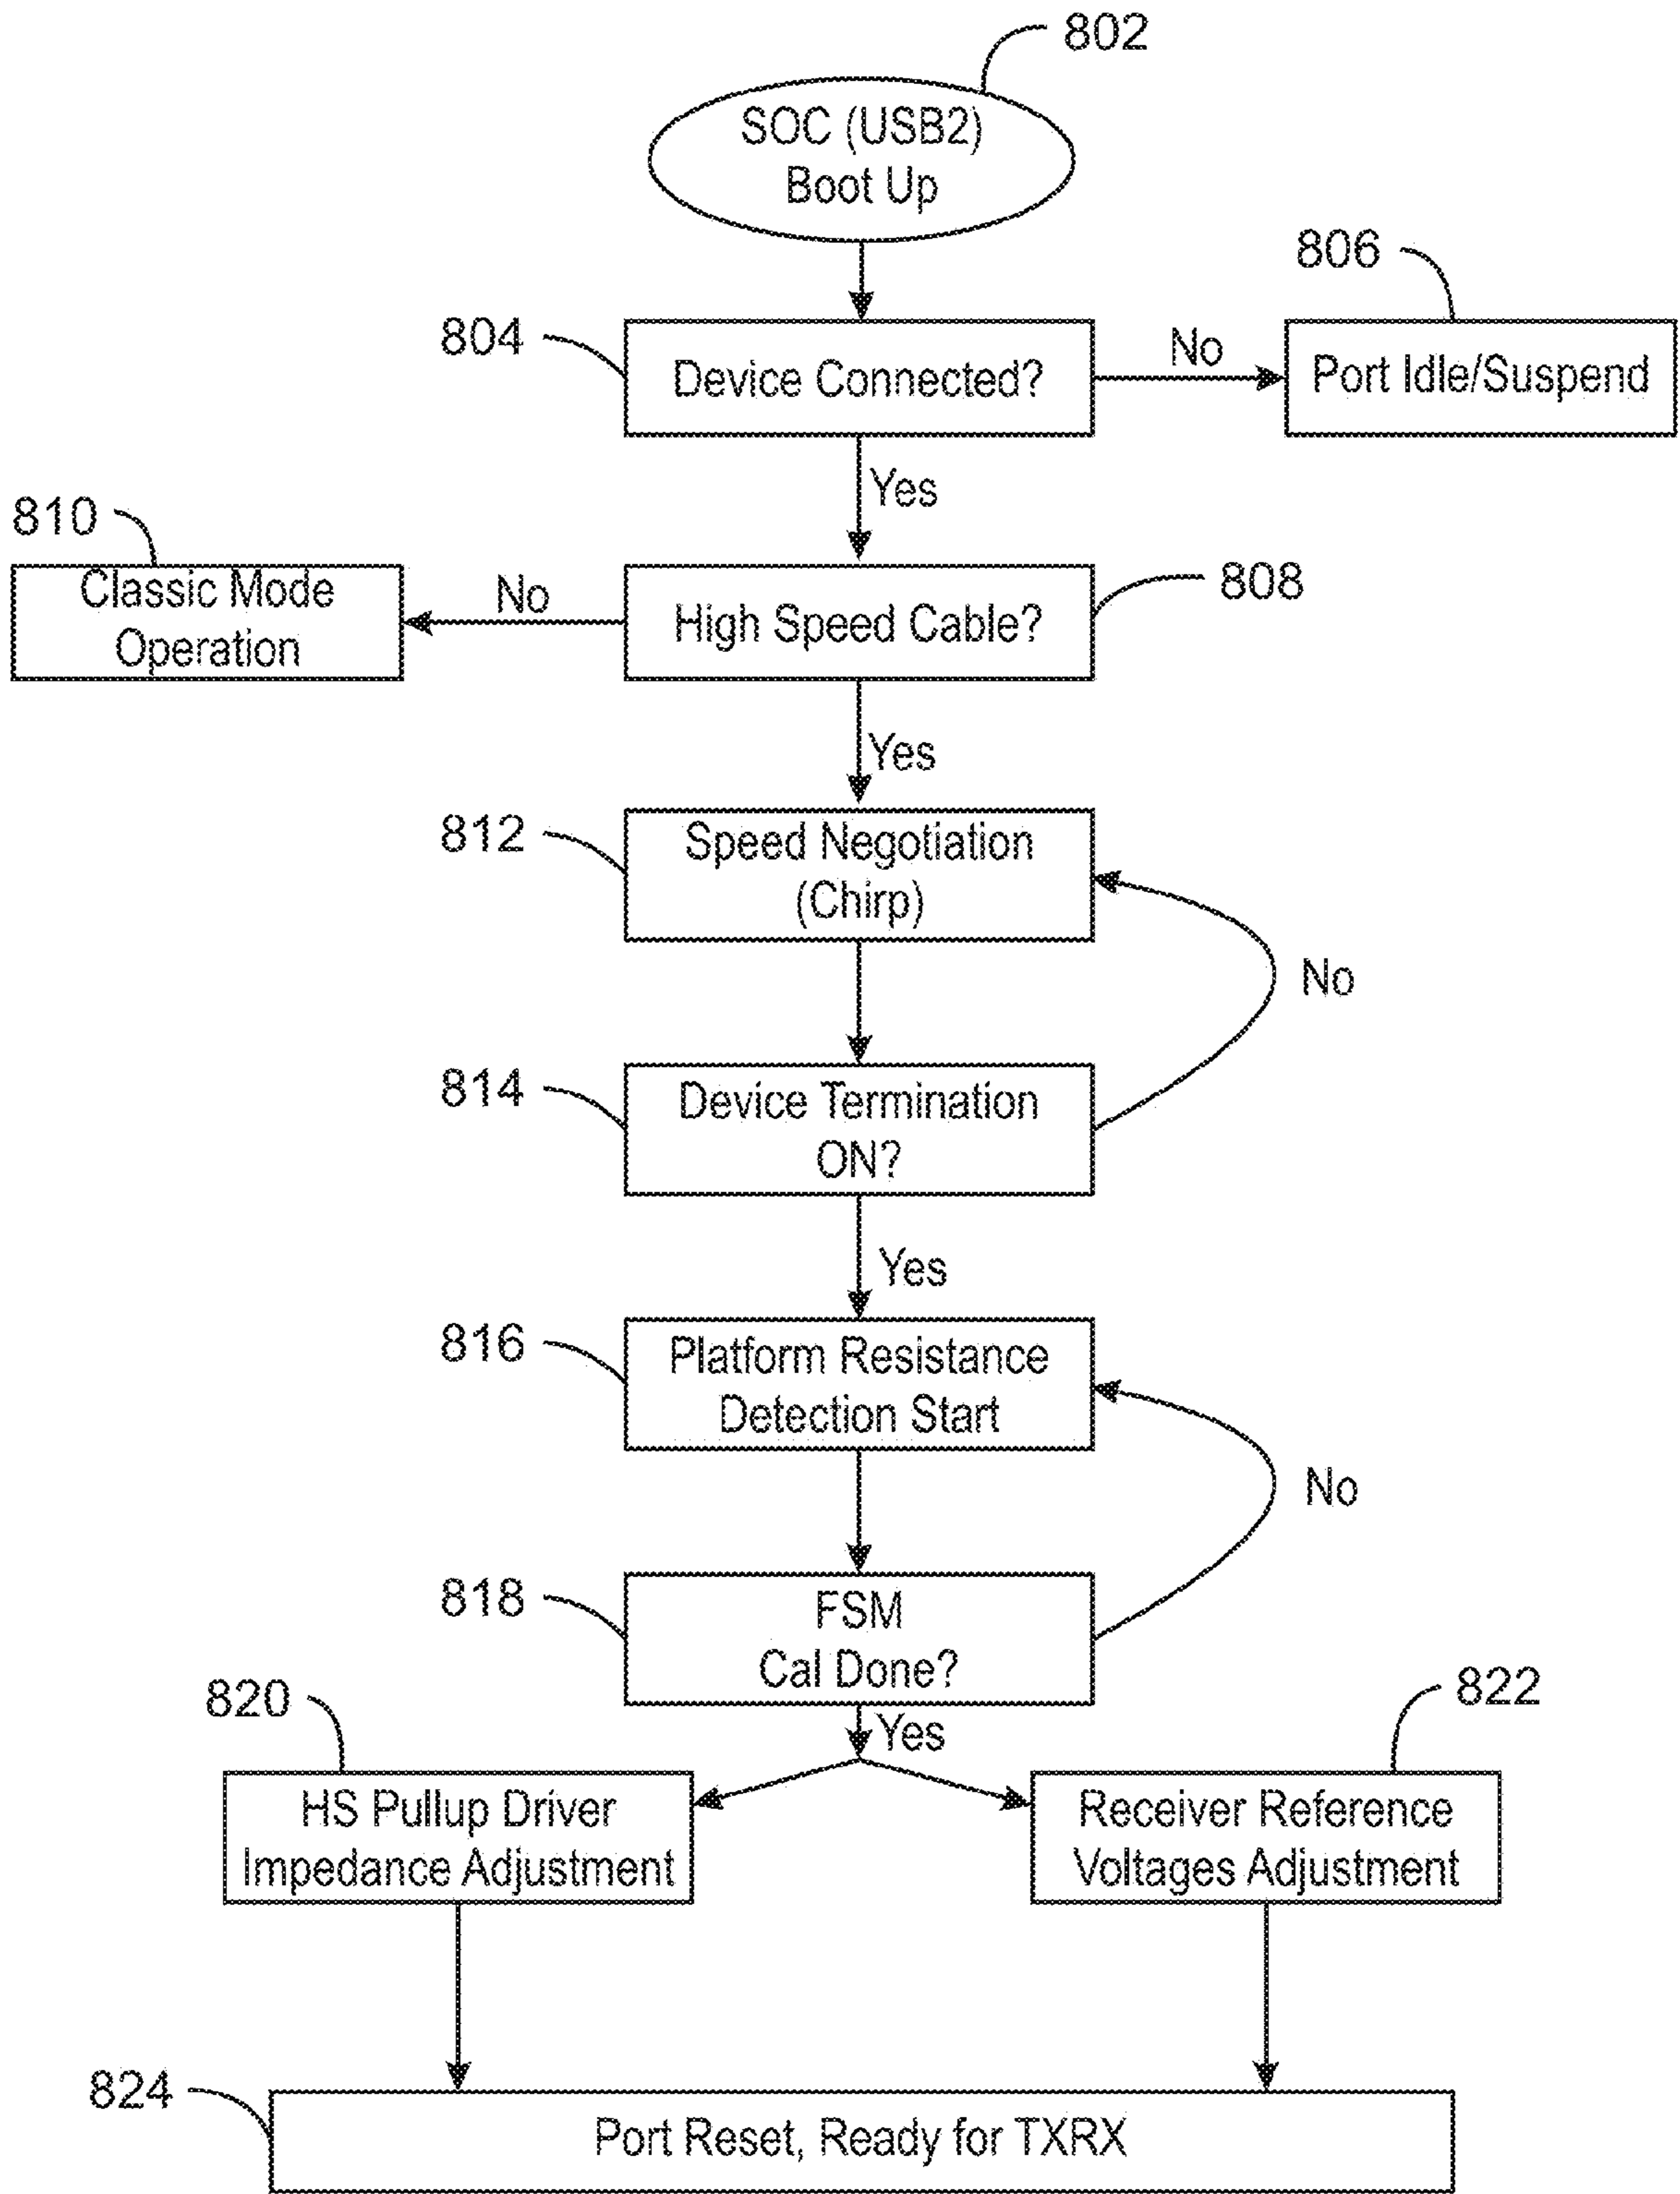 802
SOC (USB2)
Boot Up
806
804
Device Connected?
No
Port Idle/Suspend
Yes
810
Classic Mode
Operation
No
High Speed Cable?
808
Yes
812
Speed Negotiation
(Chirp)
No
814
Device Termination
ON?
Yes
816
Platform Resistance
Detection Start
No
818
FSM
Cal Done?
Yes
820
HS Pullup Driver
Impedance Adjustment
822
Receiver Reference
Voltages Adjustment
824
Port Reset, Ready for TXRX